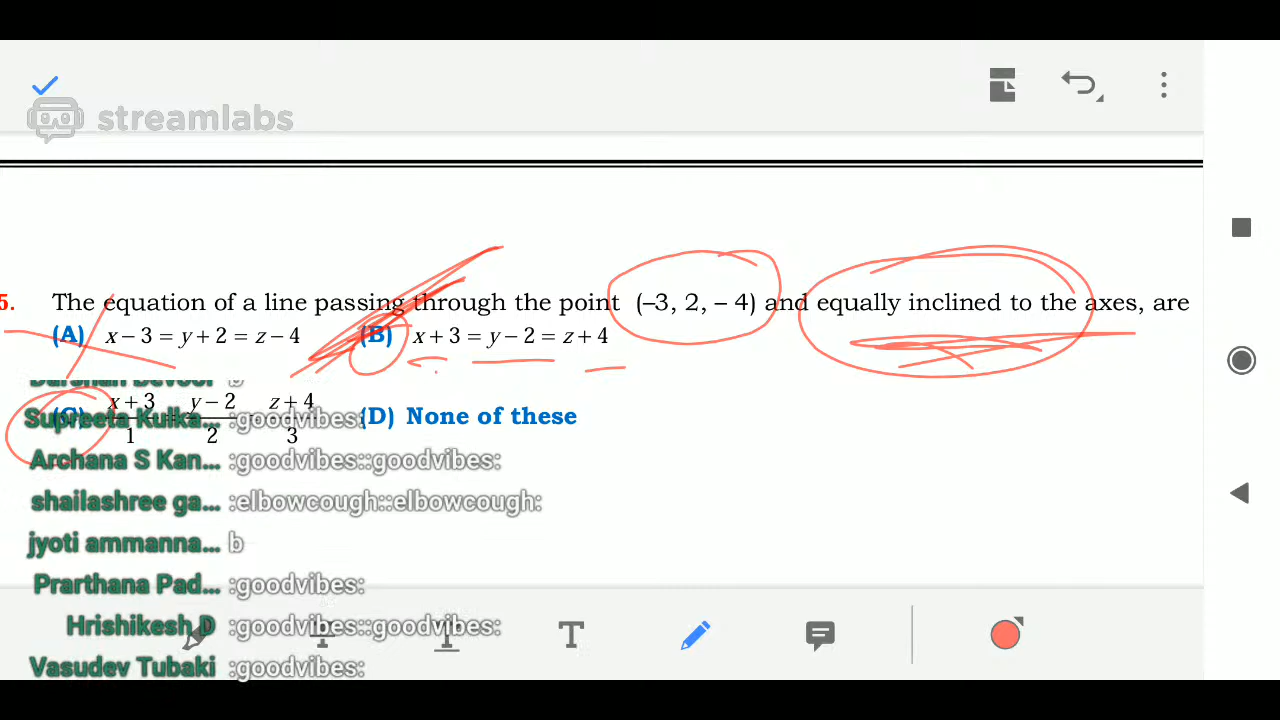 streamlabs
5. The equation of a line passing through the point (–3, 2, – 4) and equally inclined to the axes, are
(A) x – 3 = y + 2 = z – 4 (B) x + 3 = y – 2 = z + 4
Darshan Devoor b
(C) x + 3 / 1 = y – 2 / 2 = z + 4 / 3 (D) None of these
Supreeta Kulka... :goodvibes:
Archana S Kan... :goodvibes::goodvibes:
shailashree ga... :elbowcough::elbowcough:
jyoti ammanna... b
Prarthana Pad... :goodvibes:
Hrishikesh D :goodvibes::goodvibes:
Vasudev Tubaki :goodvibes: